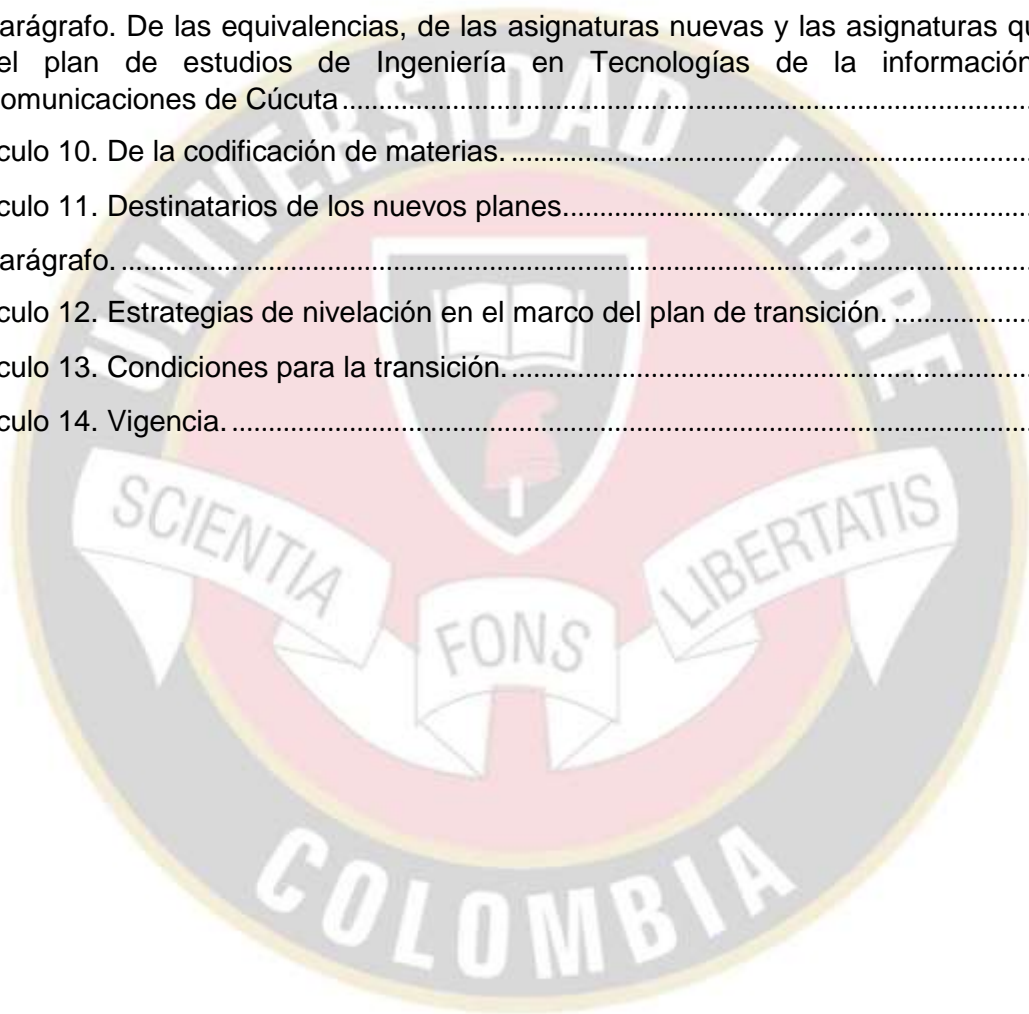 arágrafo. De las equivalencias, de las asignaturas nuevas y las asignaturas qu
el plan de estudios de Ingeniería en Tecnologías de la información
omunicaciones de Cúcuta ........................................................................................
culo 10. De la codificación de materias. ..................................................................
culo 11. Destinatarios de los nuevos planes............................................................
arágrafo. ....................................................................................................................
culo 12. Estrategias de nivelación en el marco del plan de transición. ..................
culo 13. Condiciones para la transición. ..................................................................
culo 14. Vigencia. .....................................................................................................
UNIVERSIDAD LIBRE
SCIENTIA
FONS
LIBERTATIS
COLOMBIA